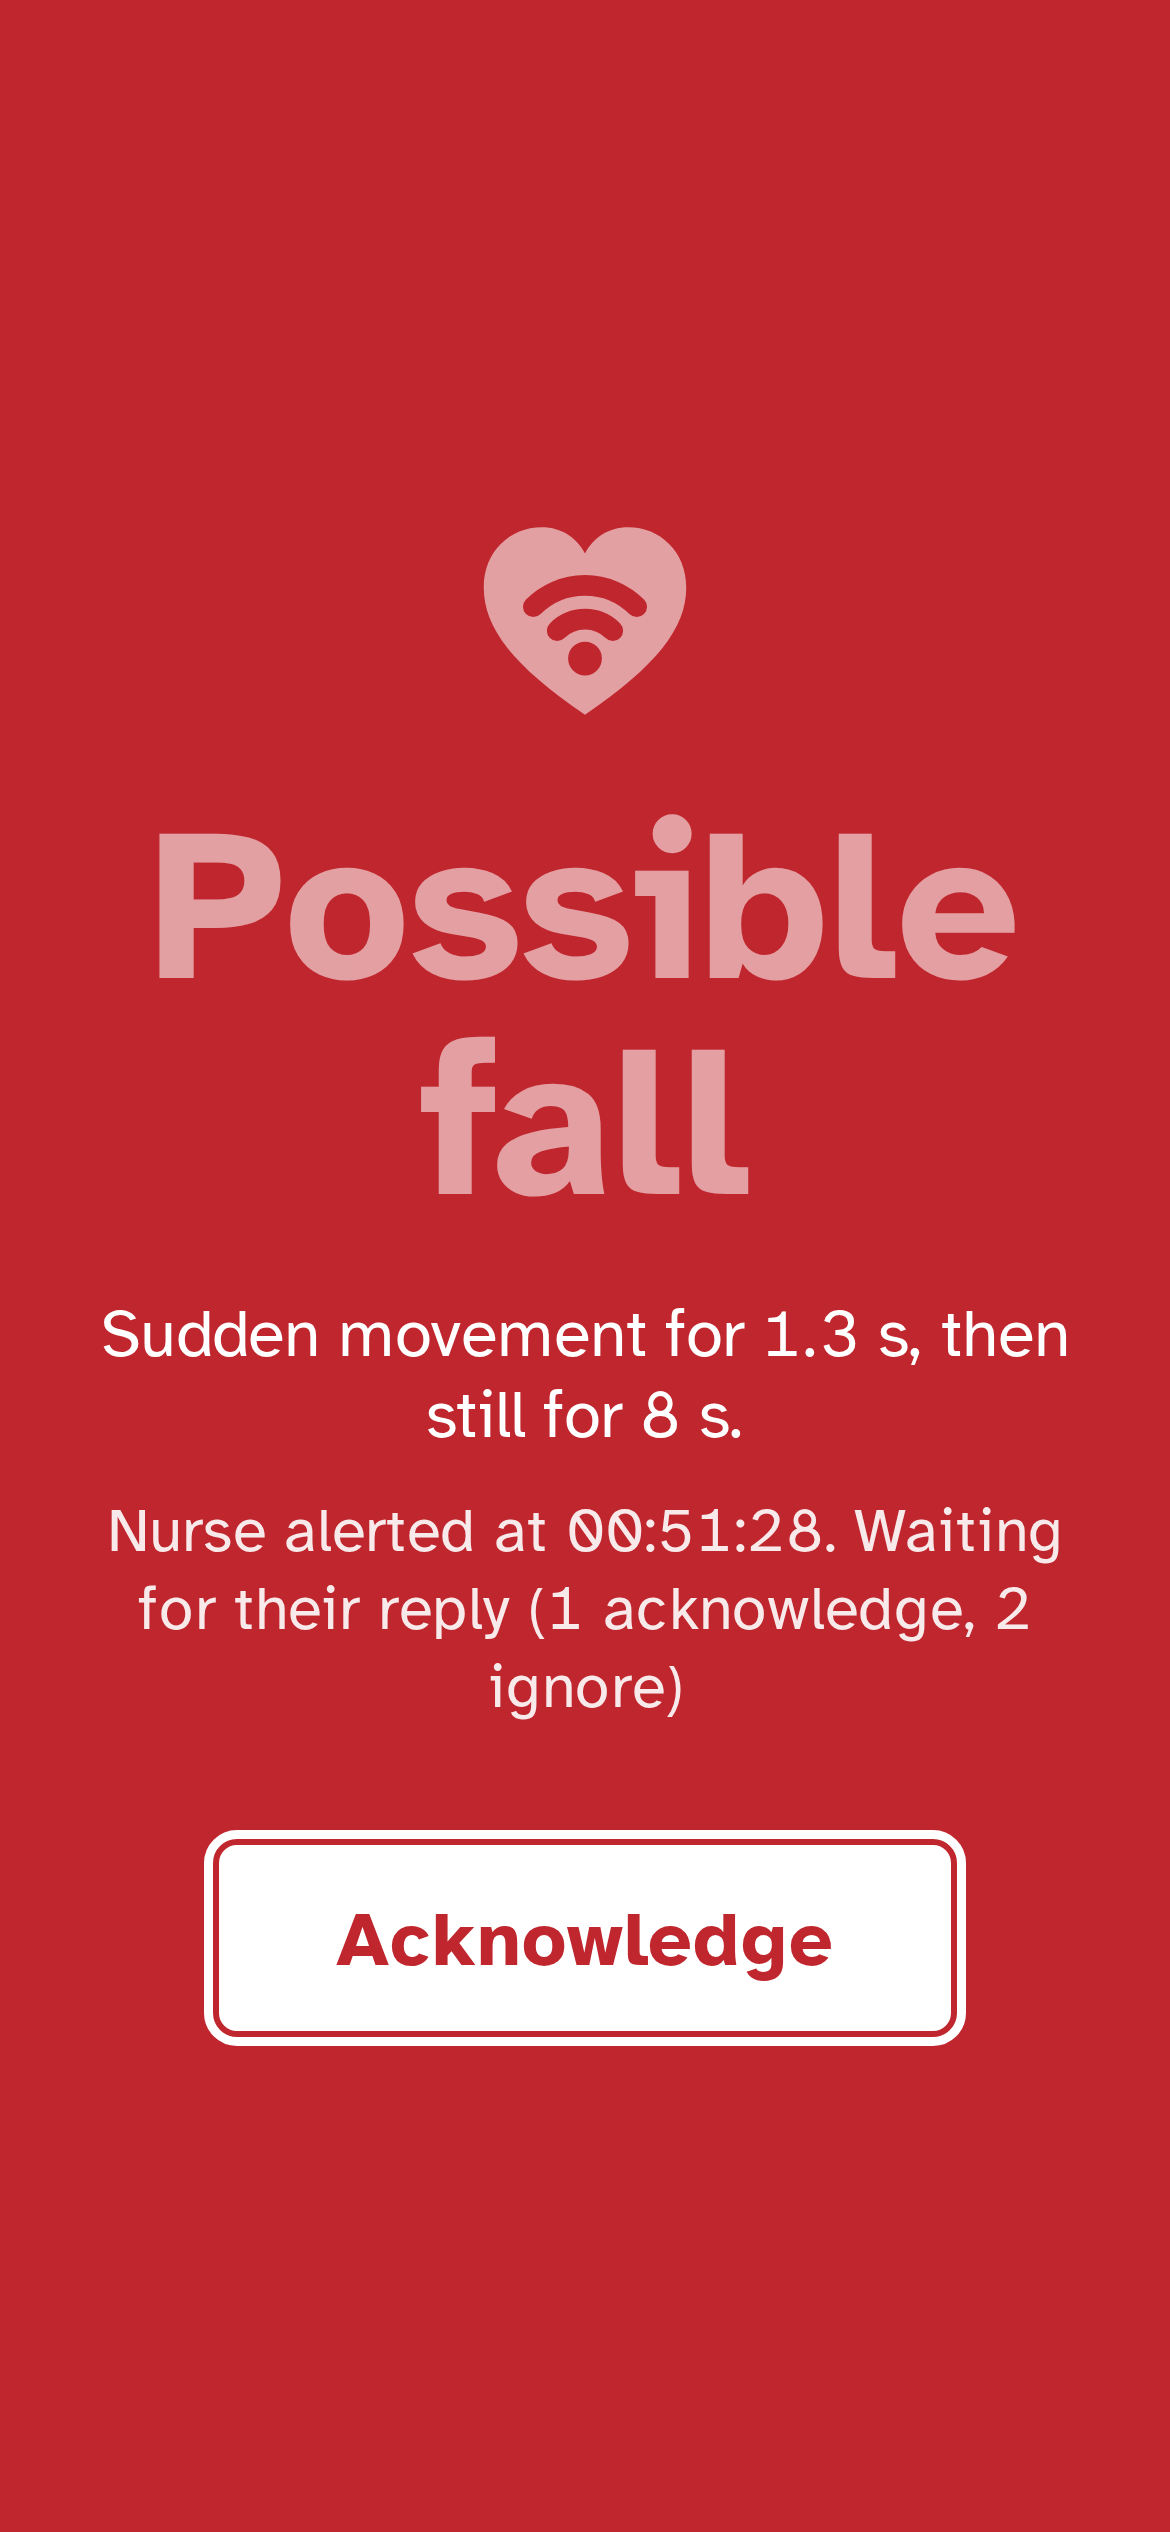 Possible
fall
Sudden movement for 1.3 s, then
still for 8 s.
Nurse alerted at 00:51:28. Waiting
for their reply (1 acknowledge, 2
ignore)
Acknowledge